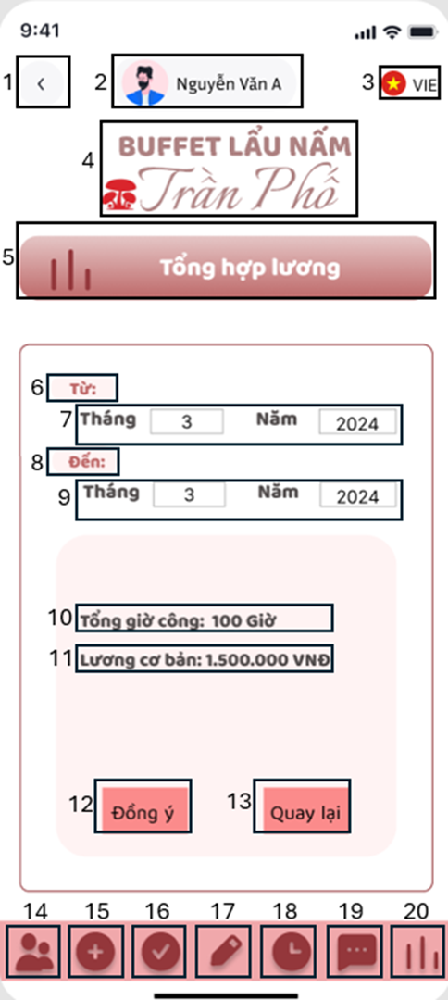 9:41
1 ‹ 2 Nguyễn Văn A 3 VIE
4 BUFFET LẨU NẤM
Trần Phố
5 Tổng hợp lương
6 Từ:
7 Tháng 3 Năm 2024
8 Đến:
9 Tháng 3 Năm 2024
10 Tổng giờ công: 100 Giờ
11 Lương cơ bản: 1.500.000 VNĐ
12 Đồng ý 13 Quay lại
14 15 16 17 18 19 20